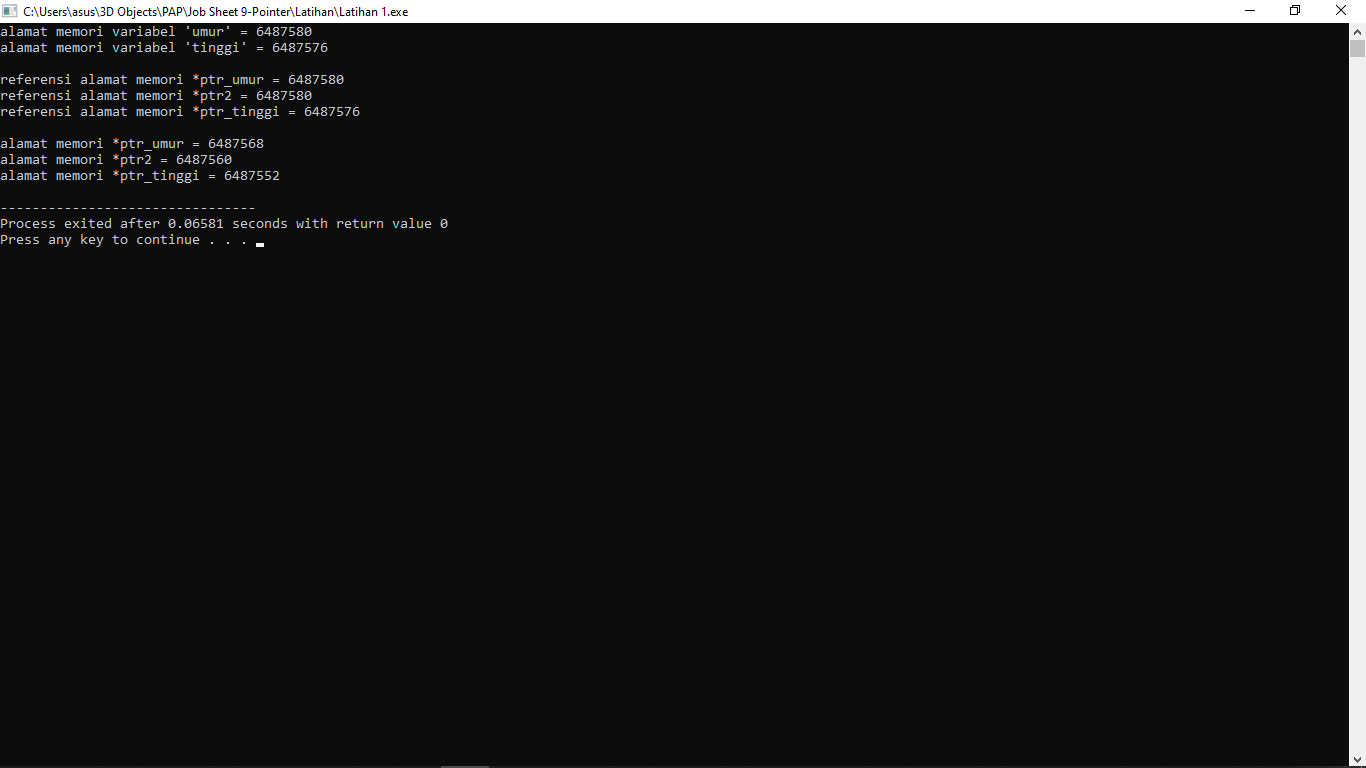 C:\Users\asus\3D Objects\PAP\Job Sheet 9-Pointer\Latihan\Latihan 1.exe
alamat memori variabel 'umur' = 6487580
alamat memori variabel 'tinggi' = 6487576
referensi alamat memori *ptr_umur = 6487580
referensi alamat memori *ptr2 = 6487580
referensi alamat memori *ptr_tinggi = 6487576
alamat memori *ptr_umur = 6487568
alamat memori *ptr2 = 6487560
alamat memori *ptr_tinggi = 6487552
--------------------------------
Process exited after 0.06581 seconds with return value 0
Press any key to continue . . .